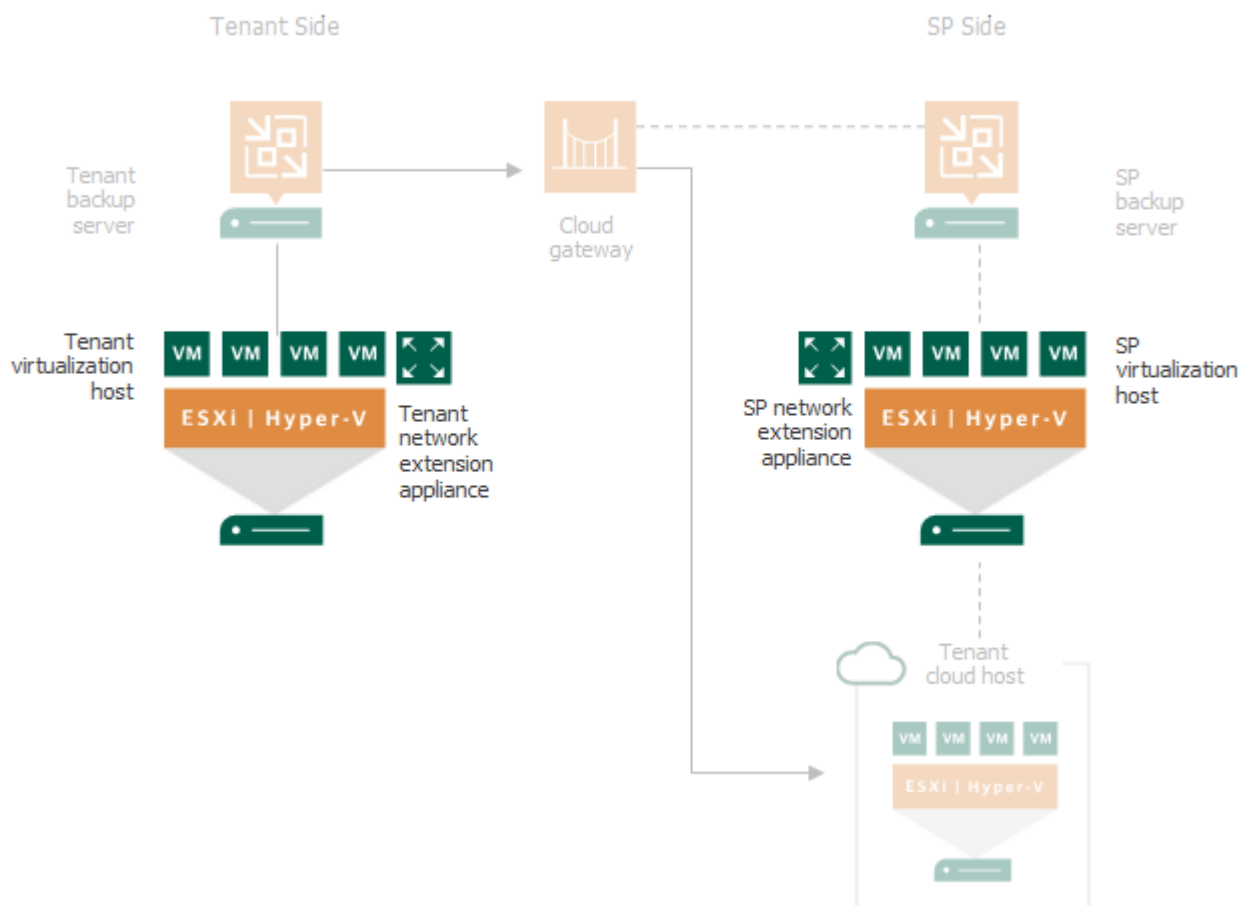 Tenant Side
SP Side
Tenant
backup
server
Cloud
gateway
SP
backup
server
Tenant
virtualization
host
VM VM VM VM
ESXi | Hyper-V
Tenant
network
extension
appliance
SP network
extension
appliance
VM VM VM VM
ESXi | Hyper-V
SP
virtualization
host
Tenant
cloud host
VM VM VM VM
ESXi | Hyper-V